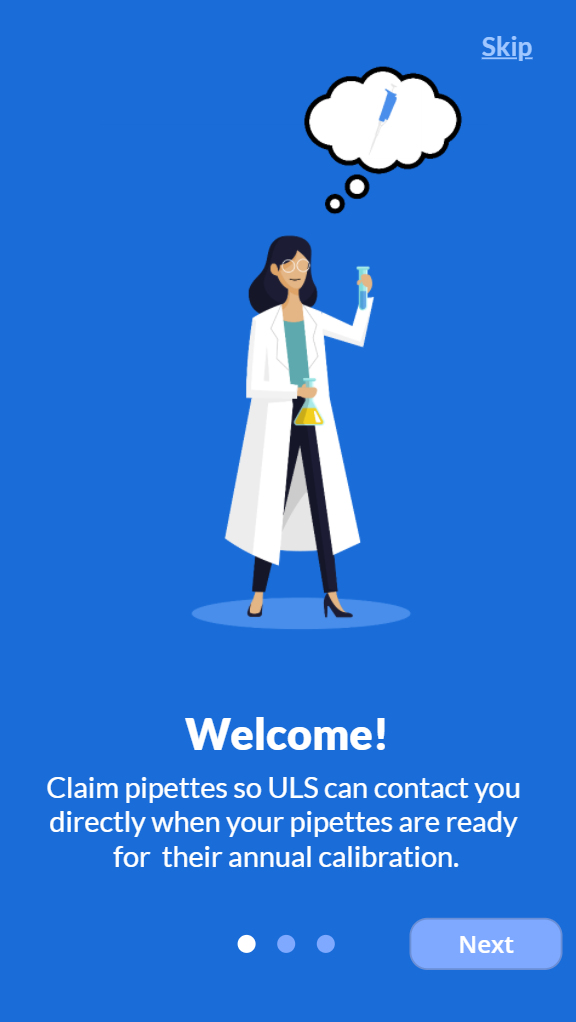 Skip
Welcome!
Claim pipettes so ULS can contact you
directly when your pipettes are ready
for  their annual calibration.
Next